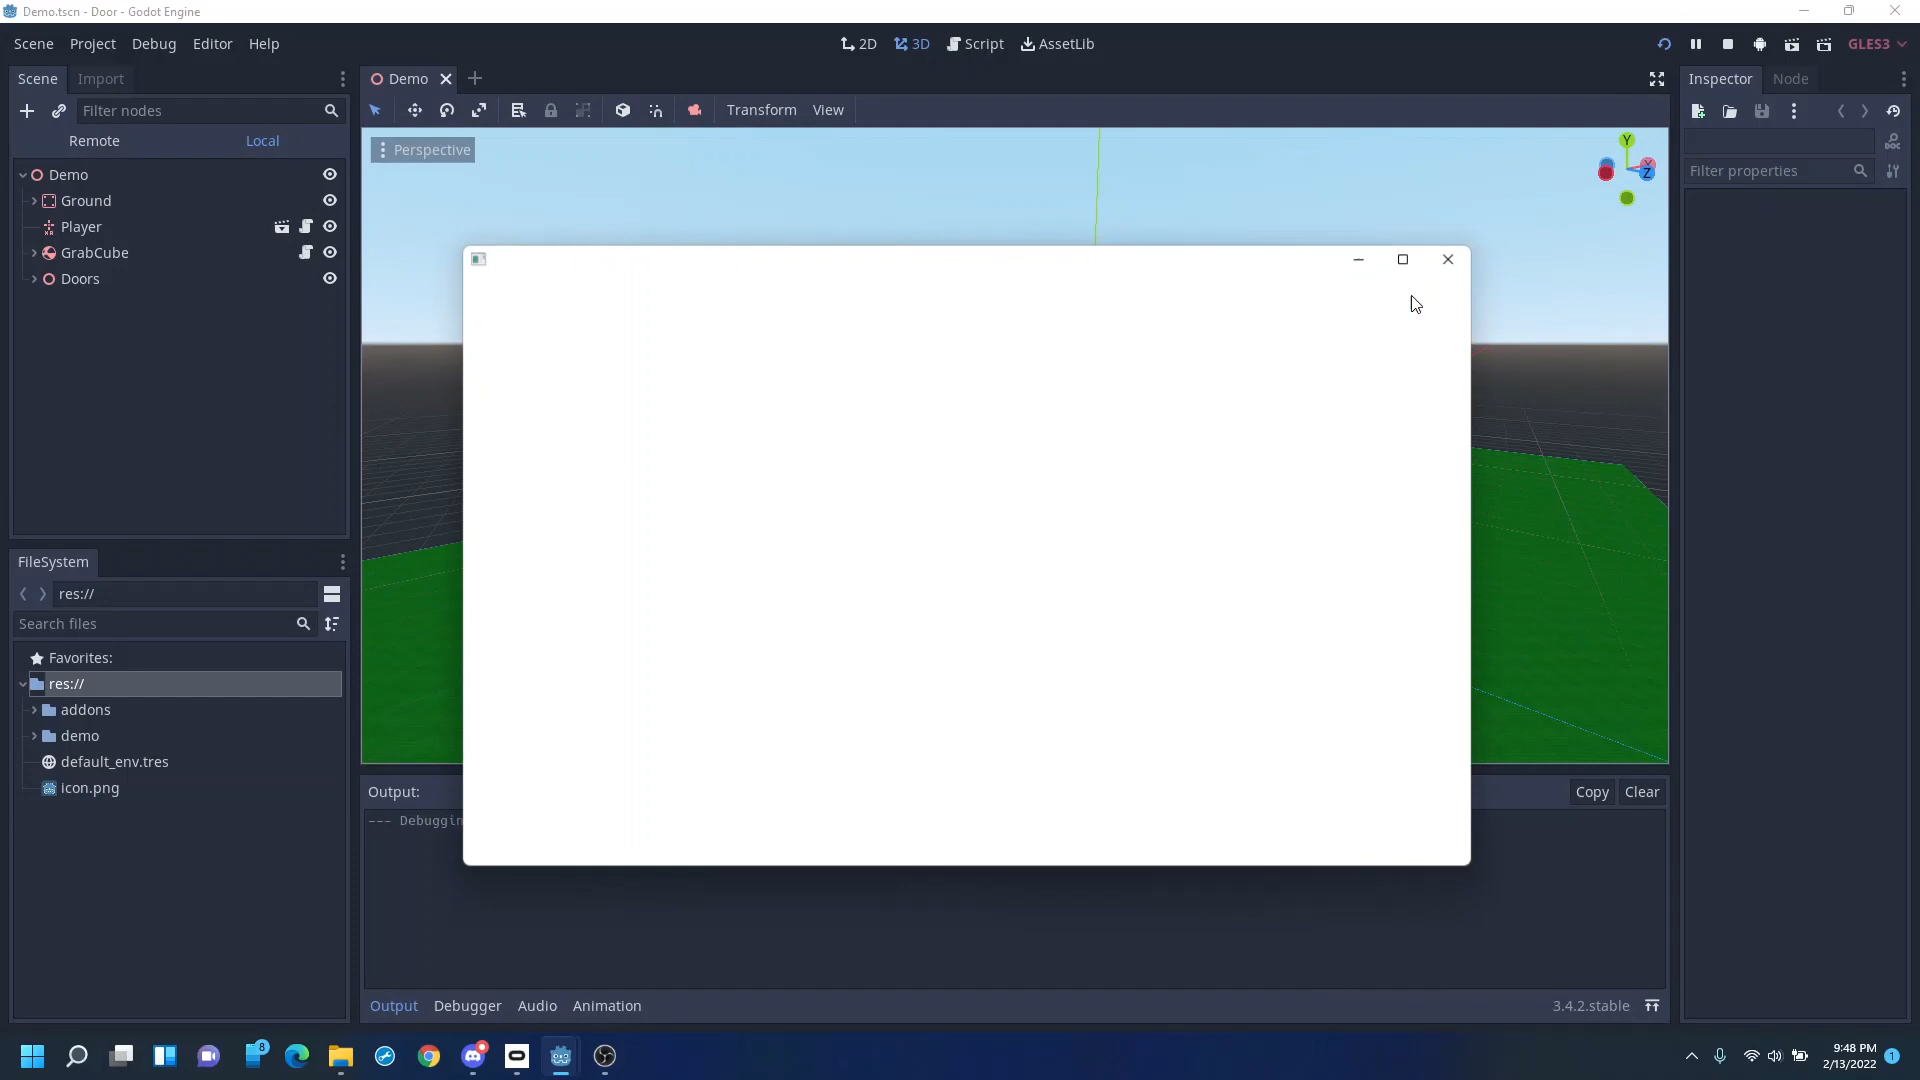 Demo.tscn - Door - Godot Engine
Scene Project Debug Editor Help
2D 3D Script AssetLib
GLES3
Scene Import
Demo
Inspector Node
Filter nodes
Transform View
Remote Local
Perspective
Y
X
Z
DOC
Filter properties
Demo
Ground
Player
GrabCube
Doors
FileSystem
res://
Search files
Favorites:
res://
addons
demo
default_env.tres
icon.png
Output:
Copy Clear
--- Debuggin
Output Debugger Audio Animation
3.4.2.stable
8
9:48 PM
2/13/2022
1